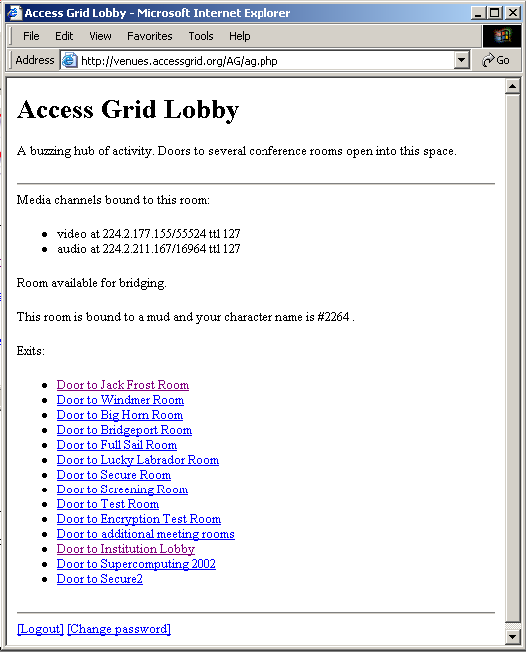 Access Grid Lobby - Microsoft Internet Explorer
File Edit View Favorites Tools Help
Address http://venues.accessgrid.org/AG/ag.php Go
Access Grid Lobby
A buzzing hub of activity. Doors to several conference rooms open into this space.
Media channels bound to this room:
video at 224.2.177.155/55524 ttl 127
audio at 224.2.211.167/16964 ttl 127
Room available for bridging.
This room is bound to a mud and your character name is #2264 .
Exits:
Door to Jack Frost Room
Door to Windmer Room
Door to Big Horn Room
Door to Bridgeport Room
Door to Full Sail Room
Door to Lucky Labrador Room
Door to Secure Room
Door to Screening Room
Door to Test Room
Door to Encryption Test Room
Door to additional meeting rooms
Door to Institution Lobby
Door to Supercomputing 2002
Door to Secure2
[Logout] [Change password]